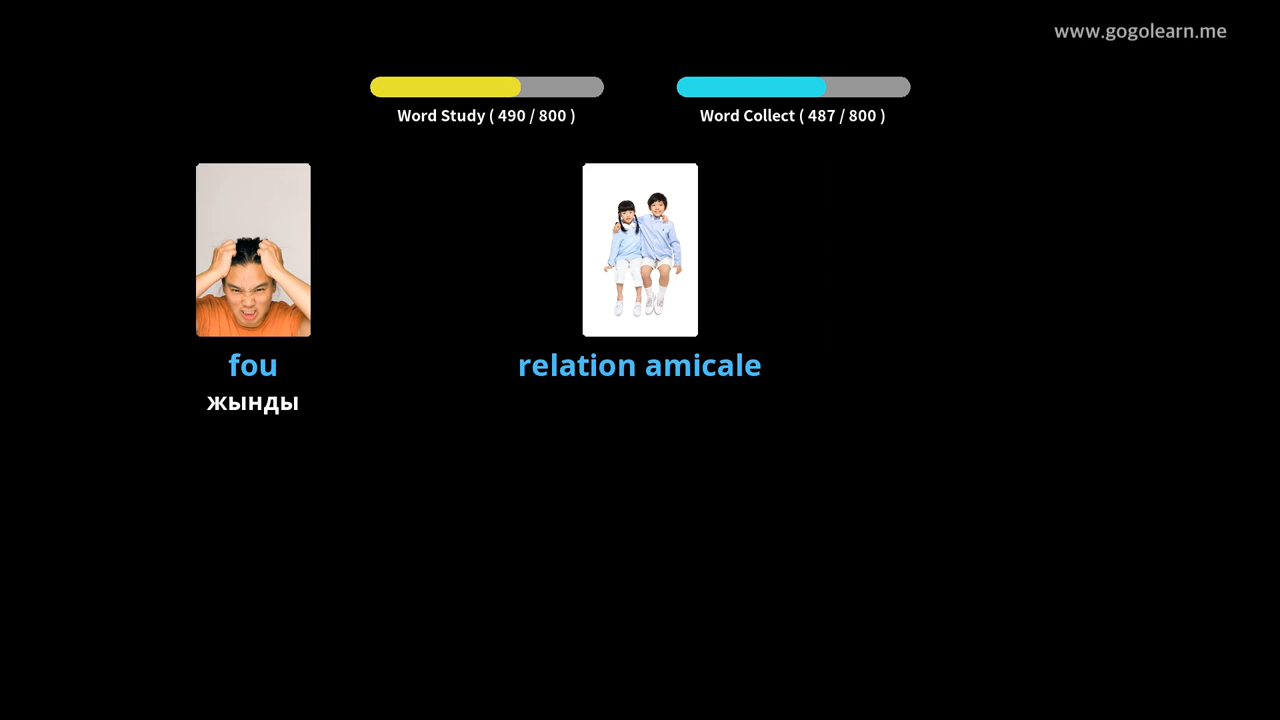 www.gogolearn.me
Word Study ( 490 / 800 )
Word Collect ( 487 / 800 )
fou
relation amicale
жынды